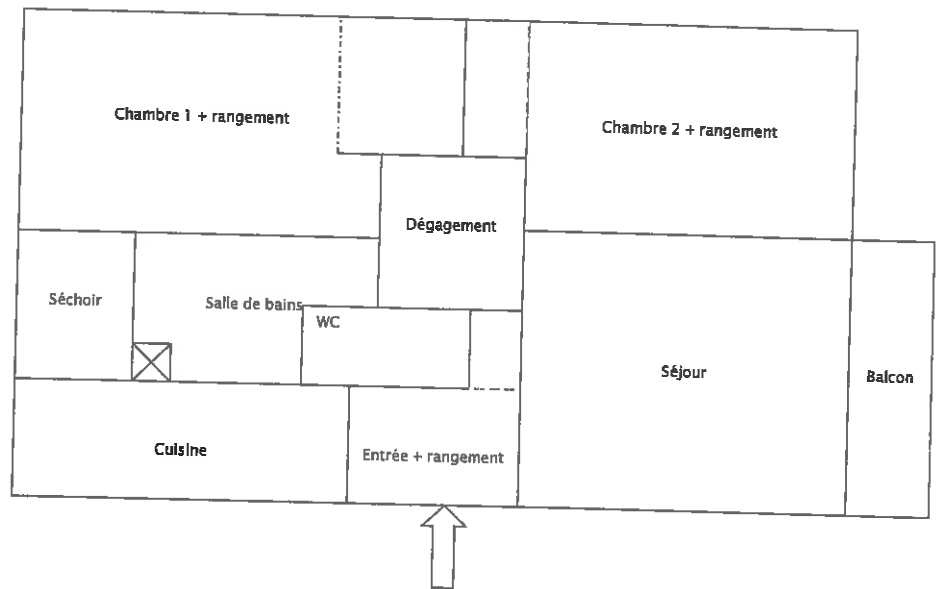 Chambre 1 + rangement
Chambre 2 + rangement
Dégagement
Séchoir
Salle de bains
WC
Séjour
Balcon
Cuisine
Entrée + rangement